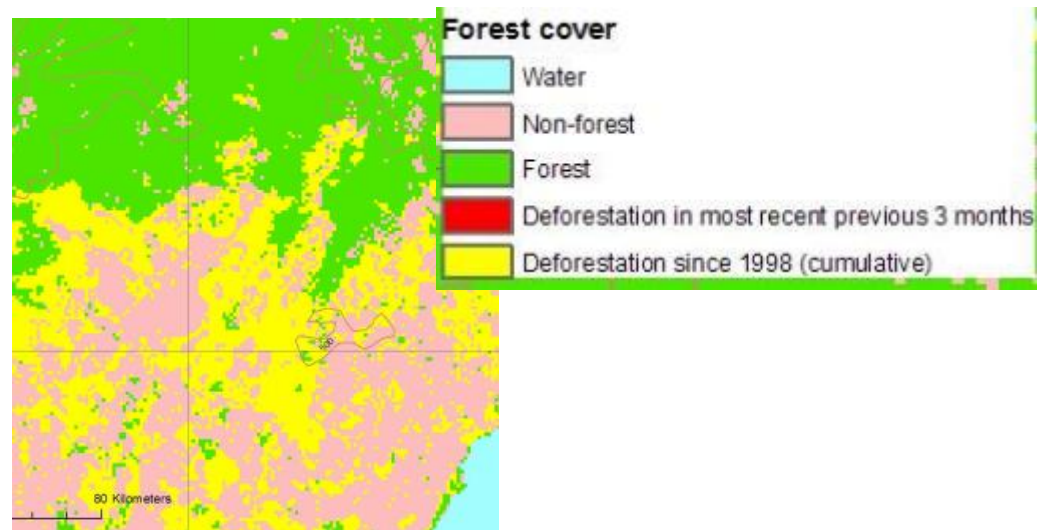 Forest cover
Water
Non-forest
Forest
Deforestation in most recent previous 3 months
Deforestation since 1998 (cumulative)
500
80 Kilometers